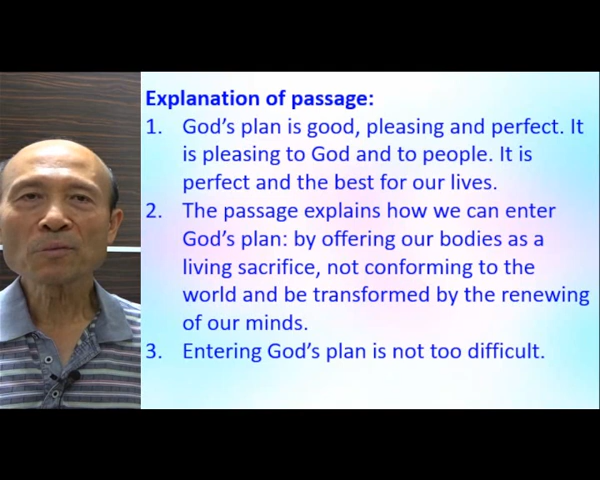 Explanation of passage:
1. God's plan is good, pleasing and perfect. It
is pleasing to God and to people. It is
perfect and the best for our lives.
2. The passage explains how we can enter
God's plan: by offering our bodies as a
living sacrifice, not conforming to the
world and be transformed by the renewing
of our minds.
3. Entering God's plan is not too difficult.